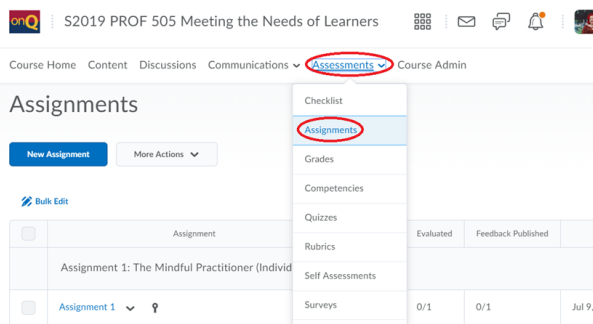 onQ
S2019 PROF 505 Meeting the Needs of Learners
Course Home Content Discussions Communications Assessments Course Admin
Assignments
Checklist
Assignments
Grades
Competencies
Quizzes
Rubrics
Self Assessments
Surveys
New Assignment
More Actions
Bulk Edit
Assignment Evaluated Feedback Published
Assignment 1: The Mindful Practitioner (Individ
Assignment 1 0/1 0/1 Jul 9,